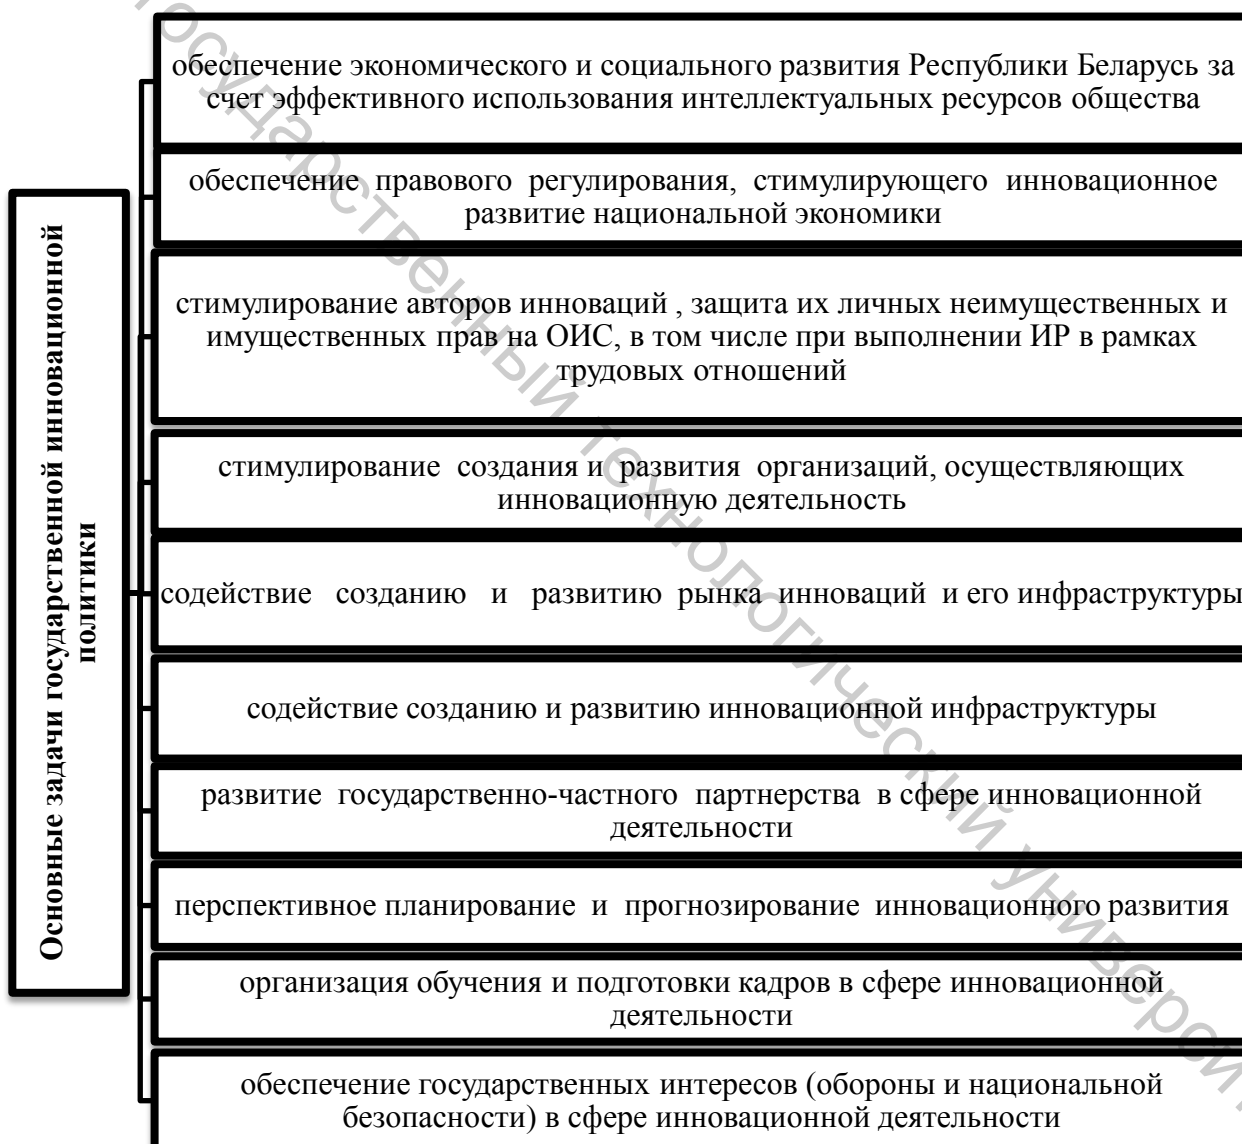 Основные задачи государственной инновационной
политики
обеспечение экономического и социального развития Республики Беларусь за
счет эффективного использования интеллектуальных ресурсов общества
обеспечение правового регулирования, стимулирующего инновационное
развитие национальной экономики
стимулирование авторов инноваций , защита их личных неимущественных и
имущественных прав на ОИС, в том числе при выполнении ИР в рамках
трудовых отношений
стимулирование создания и развития организаций, осуществляющих
инновационную деятельность
содействие созданию и развитию рынка инноваций и его инфраструктуры
содействие созданию и развитию инновационной инфраструктуры
развитие государственно-частного партнерства в сфере инновационной
деятельности
перспективное планирование и прогнозирование инновационного развития
организация обучения и подготовки кадров в сфере инновационной
деятельности
обеспечение государственных интересов (обороны и национальной
безопасности) в сфере инновационной деятельности
государственный технологический